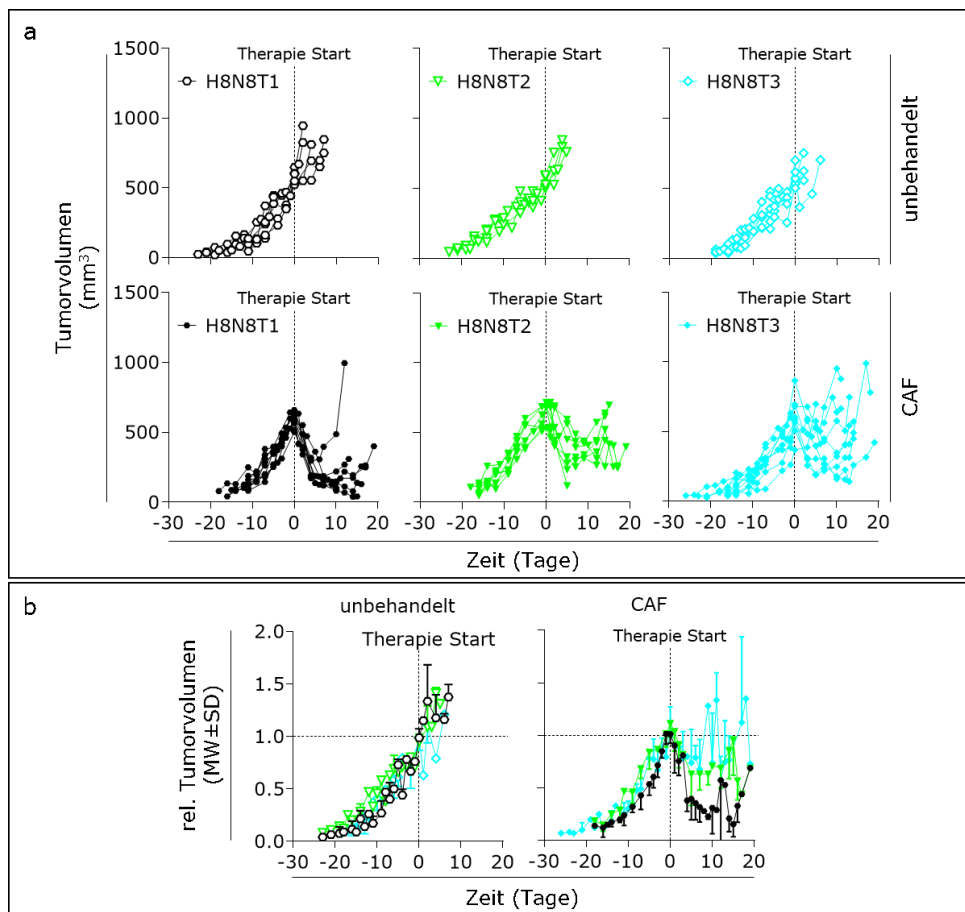 a
Therapie Start Therapie Start Therapie Start
1500
H8N8T1 H8N8T2 H8N8T3
1000
500
0
unbehandelt
Tumorvolumen
(mm³)
Therapie Start Therapie Start Therapie Start
1500
H8N8T1 H8N8T2 H8N8T3
1000
500
0
CAF
-30 -20 -10 0 10 20 -20 -10 0 10 20 -20 -10 0 10 20
Zeit (Tage)
b
unbehandelt CAF
2.0
Therapie Start Therapie Start
1.5
1.0
0.5
0.0
rel. Tumorvolumen
(MW±SD)
-30 -20 -10 0 10 20 -30 -20 -10 0 10 20
Zeit (Tage)